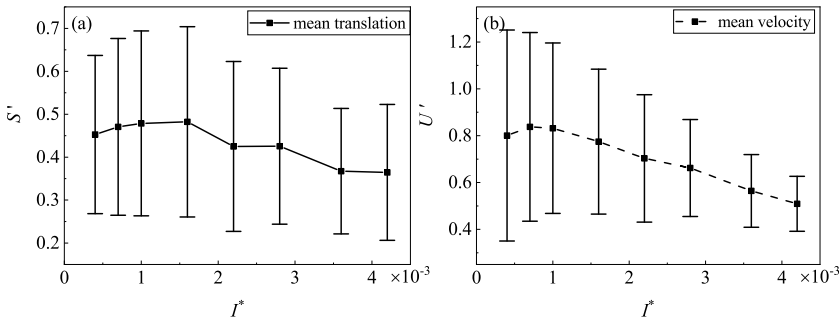 (a)
mean translation
0.7
0.6
0.5
0.4
0.3
0.2
S'
0
1
2
3
4
×10⁻³
I*
(b)
mean velocity
1.2
1.0
0.8
0.6
0.4
U'
0
1
2
3
4
×10⁻³
I*